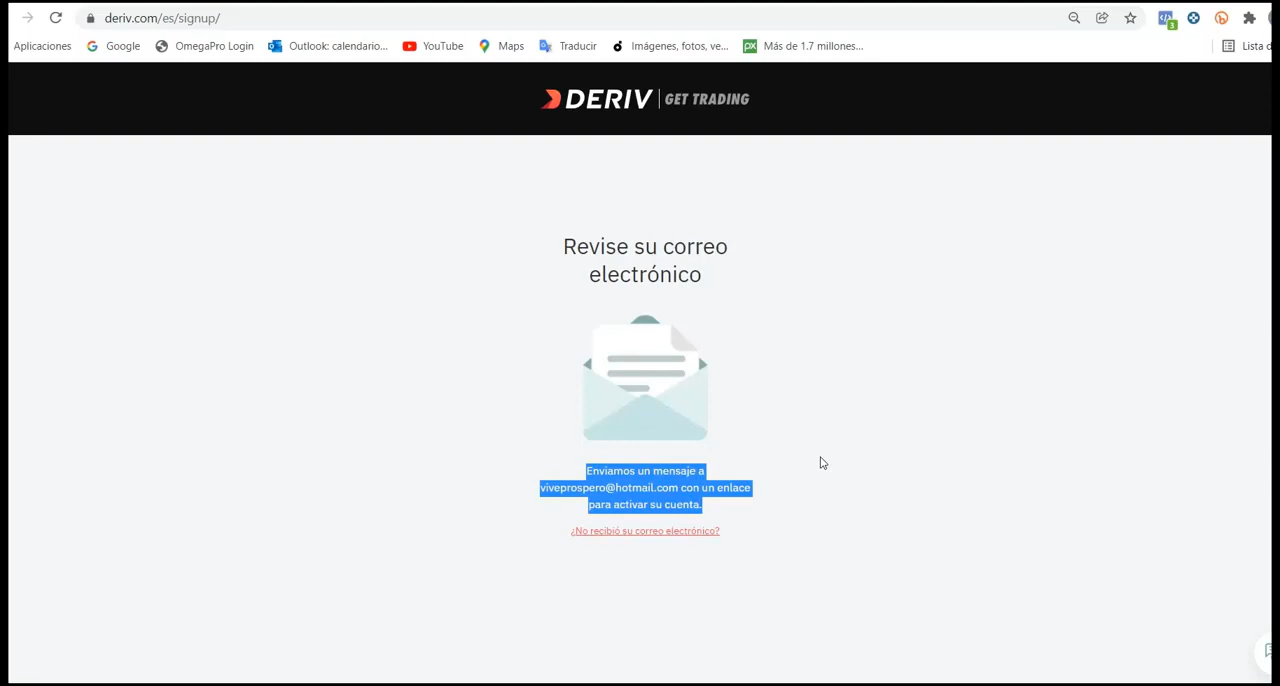 deriv.com/es/signup/
3
Aplicaciones Google OmegaPro Login Outlook: calendario... YouTube Maps Traducir Imágenes, fotos, ve... px Más de 1.7 millones... Lista d
DERIV | GET TRADING
Revise su correo
electrónico
Enviamos un mensaje a
viveprospero@hotmail.com con un enlace
para activar su cuenta.
¿No recibió su correo electrónico?